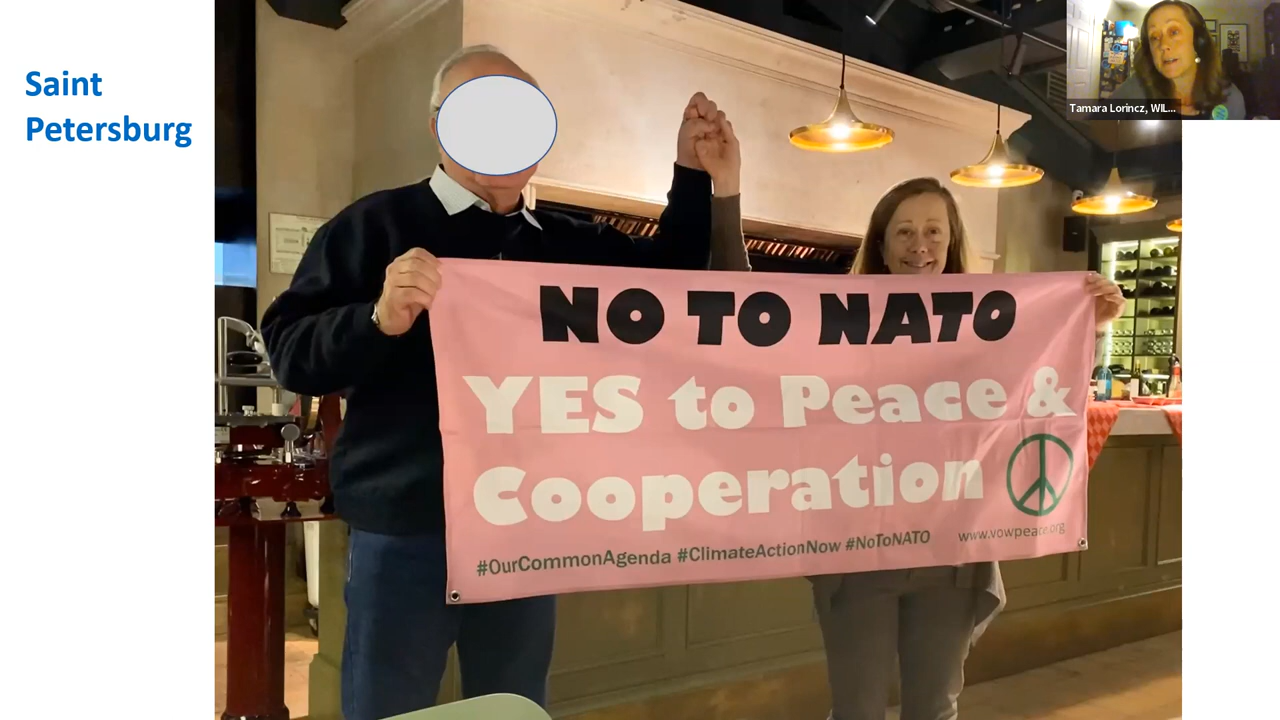 Saint
Petersburg
Tamara Lorincz, WIL...
NO TO NATO
YES to Peace &
Cooperation
#OurCommonAgenda #ClimateActionNow #NoToNATO
www.vowpeace.org